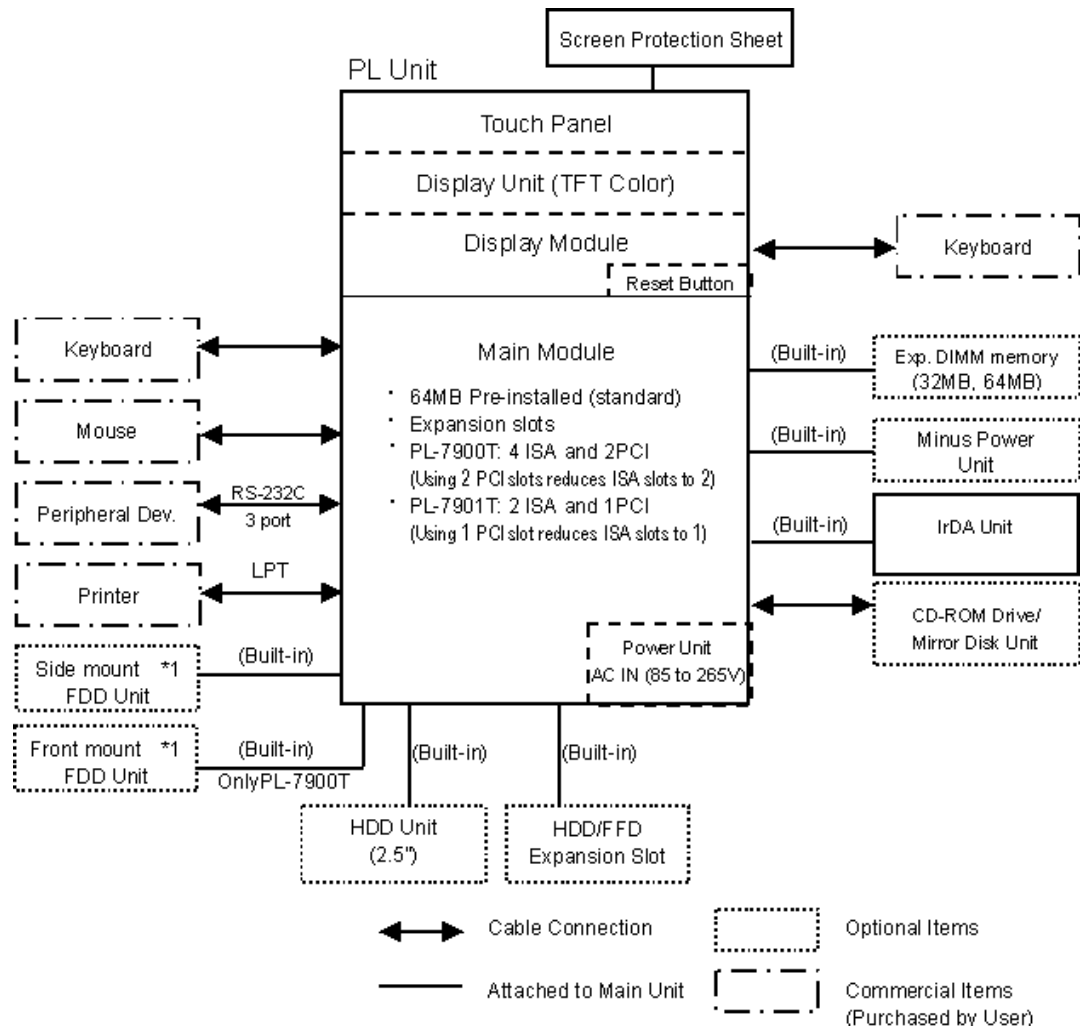 Screen Protection Sheet
PL Unit
Touch Panel
Display Unit (TFT Color)
Display Module
Reset Button
Keyboard
Keyboard
Mouse
Peripheral Dev.
RS-232C
3 port
Printer
LPT
Side mount *1
FDD Unit
(Built-in)
Front mount *1
FDD Unit
(Built-in)
OnlyPL-7900T
Main Module
· 64MB Pre-installed (standard)
· Expansion slots
· PL-7900T: 4 ISA and 2PCI
(Using 2 PCI slots reduces ISA slots to 2)
· PL-7901T: 2 ISA and 1PCI
(Using 1 PCI slot reduces ISA slots to 1)
Power Unit
AC IN (85 to 265V)
(Built-in)
Exp. DIMM memory
(32MB, 64MB)
(Built-in)
Minus Power
Unit
(Built-in)
IrDA Unit
CD-ROM Drive/
Mirror Disk Unit
(Built-in)
HDD Unit
(2.5")
(Built-in)
HDD/FFD
Expansion Slot
Cable Connection
Optional Items
Attached to Main Unit
Commercial Items
(Purchased by User)